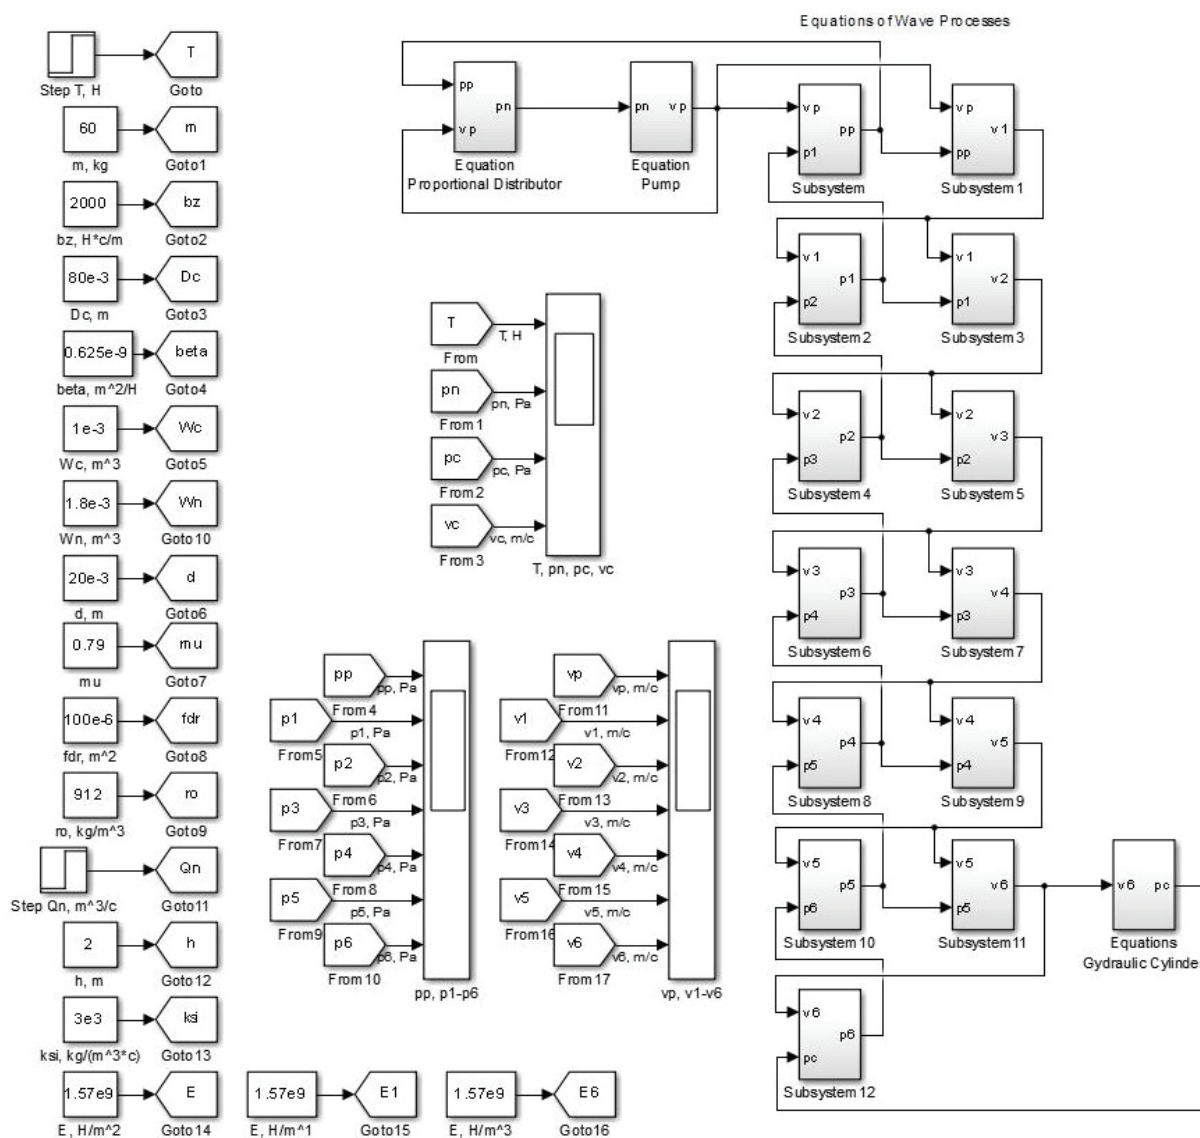 Equations of Wave Processes
T
Step T, H
Goto
60
m
m, kg
Goto1
2000
bz
bz, H*c/m
Goto2
80e-3
Dc
Dc, m
Goto3
0.625e-9
beta
beta, m^2/H
Goto4
1e-3
Wc
Wc, m^3
Goto5
1.8e-3
Wn
Wn, m^3
Goto10
20e-3
d
d, m
Goto6
0.79
mu
mu
Goto7
100e-6
fdr
fdr, m^2
Goto8
912
ro
ro, kg/m^3
Goto9
Qn
Step Qn, m^3/c
Goto11
2
h
h, m
Goto12
3e3
ksi
ksi, kg/(m^3*c)
Goto13
1.57e9
E
E, H/m^2
Goto14
1.57e9
E1
E, H/m^1
Goto15
1.57e9
E6
E, H/m^3
Goto16
pp
vp
pn
Equation
Proportional Distributor
pn
vp
Equation
Pump
vp
p1
pp
Subsystem
vp
pp
v1
Subsystem1
v1
p2
p1
Subsystem2
v1
p1
v2
Subsystem3
v2
p3
p2
Subsystem4
v2
p2
v3
Subsystem5
v3
p4
p3
Subsystem6
v3
p3
v4
Subsystem7
v4
p5
p4
Subsystem8
v4
p4
v5
Subsystem9
v5
p6
p5
Subsystem10
v5
p5
v6
Subsystem11
v6
pc
Equations
Gydraulic Cylinde
v6
pc
p6
Subsystem12
T
T, H
From
pn
pn, Pa
From1
pc
pc, Pa
From2
vc
vc, m/c
From3
T, pn, pc, vc
pp
pp, Pa
From4
p1
p1, Pa
From5
p2
p2, Pa
From6
p3
p3, Pa
From7
p4
p4, Pa
From8
p5
p5, Pa
From9
p6
p6, Pa
From10
pp, p1-p6
vp
vp, m/c
From11
v1
v1, m/c
From12
v2
v2, m/c
From13
v3
v3, m/c
From14
v4
v4, m/c
From15
v5
v5, m/c
From16
v6
v6, m/c
From17
vp, v1-v6